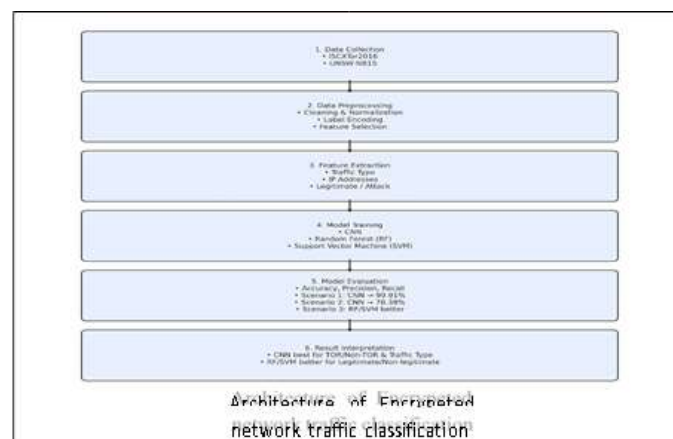 1. Data Collection
• ISCXTor2016
• UNSW-NB15
2. Data Preprocessing
• Cleaning & Normalization
• Label Encoding
• Feature Selection
3. Feature Extraction
• Traffic Type
• IP Addresses
• Legitimate / Attack
4. Model Training
• CNN
• Random Forest (RF)
• Support Vector Machine (SVM)
5. Model Evaluation
• Accuracy, Precision, Recall
• Scenario 1: CNN →
• Scenario 2: CNN →
• Scenario 3: RF/SVM better
6. Result Interpretation
• CNN best for TOR/Non-TOR & Traffic Type
• RF/SVM better for Legitimate/Non-legitimate
Architecture of Encrypted
network traffic classification